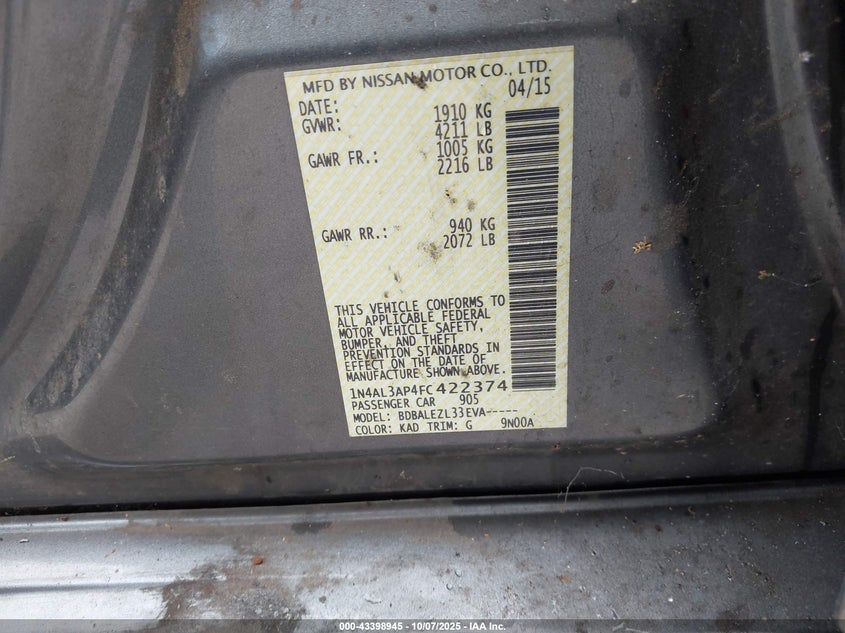 MFD BY NISSAN MOTOR CO., LTD.
DATE: 04/15
GVWR: 1910 KG
4211 LB
GAWR FR.: 1005 KG
2216 LB
GAWR RR.: 940 KG
2072 LB
THIS VEHICLE CONFORMS TO
ALL APPLICABLE FEDERAL
MOTOR VEHICLE SAFETY,
BUMPER, AND THEFT
PREVENTION STANDARDS IN
EFFECT ON THE DATE OF
MANUFACTURE SHOWN ABOVE.
1N4AL3AP4FC422374
PASSENGER CAR 905
MODEL: BDBALEZL33EVA-----
COLOR: KAD TRIM: G 9N00A
000-43398945 | 10/07/2025 - IAA Inc.